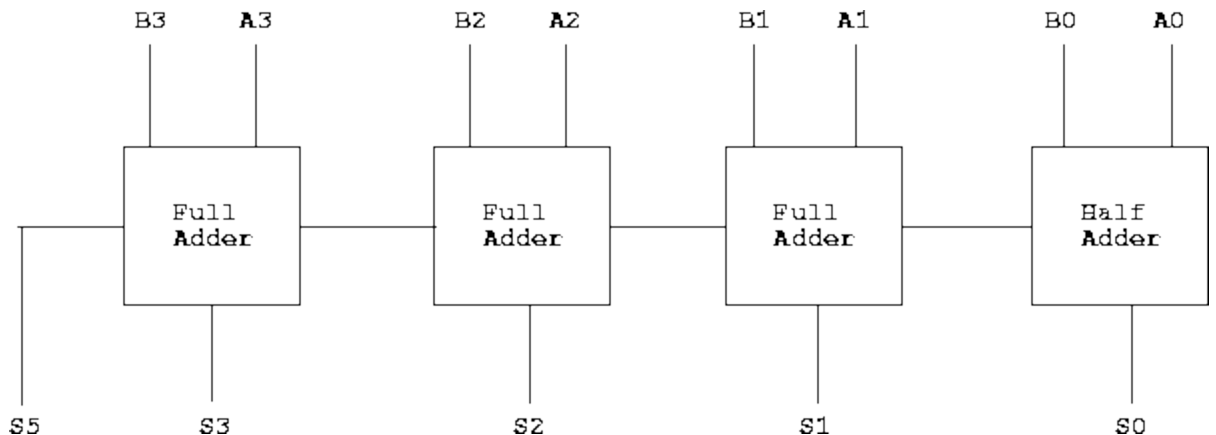 B3 A3 B2 A2 B1 A1 B0 A0
Full Full Full Half
Adder Adder Adder Adder
S5 S3 S2 S1 S0